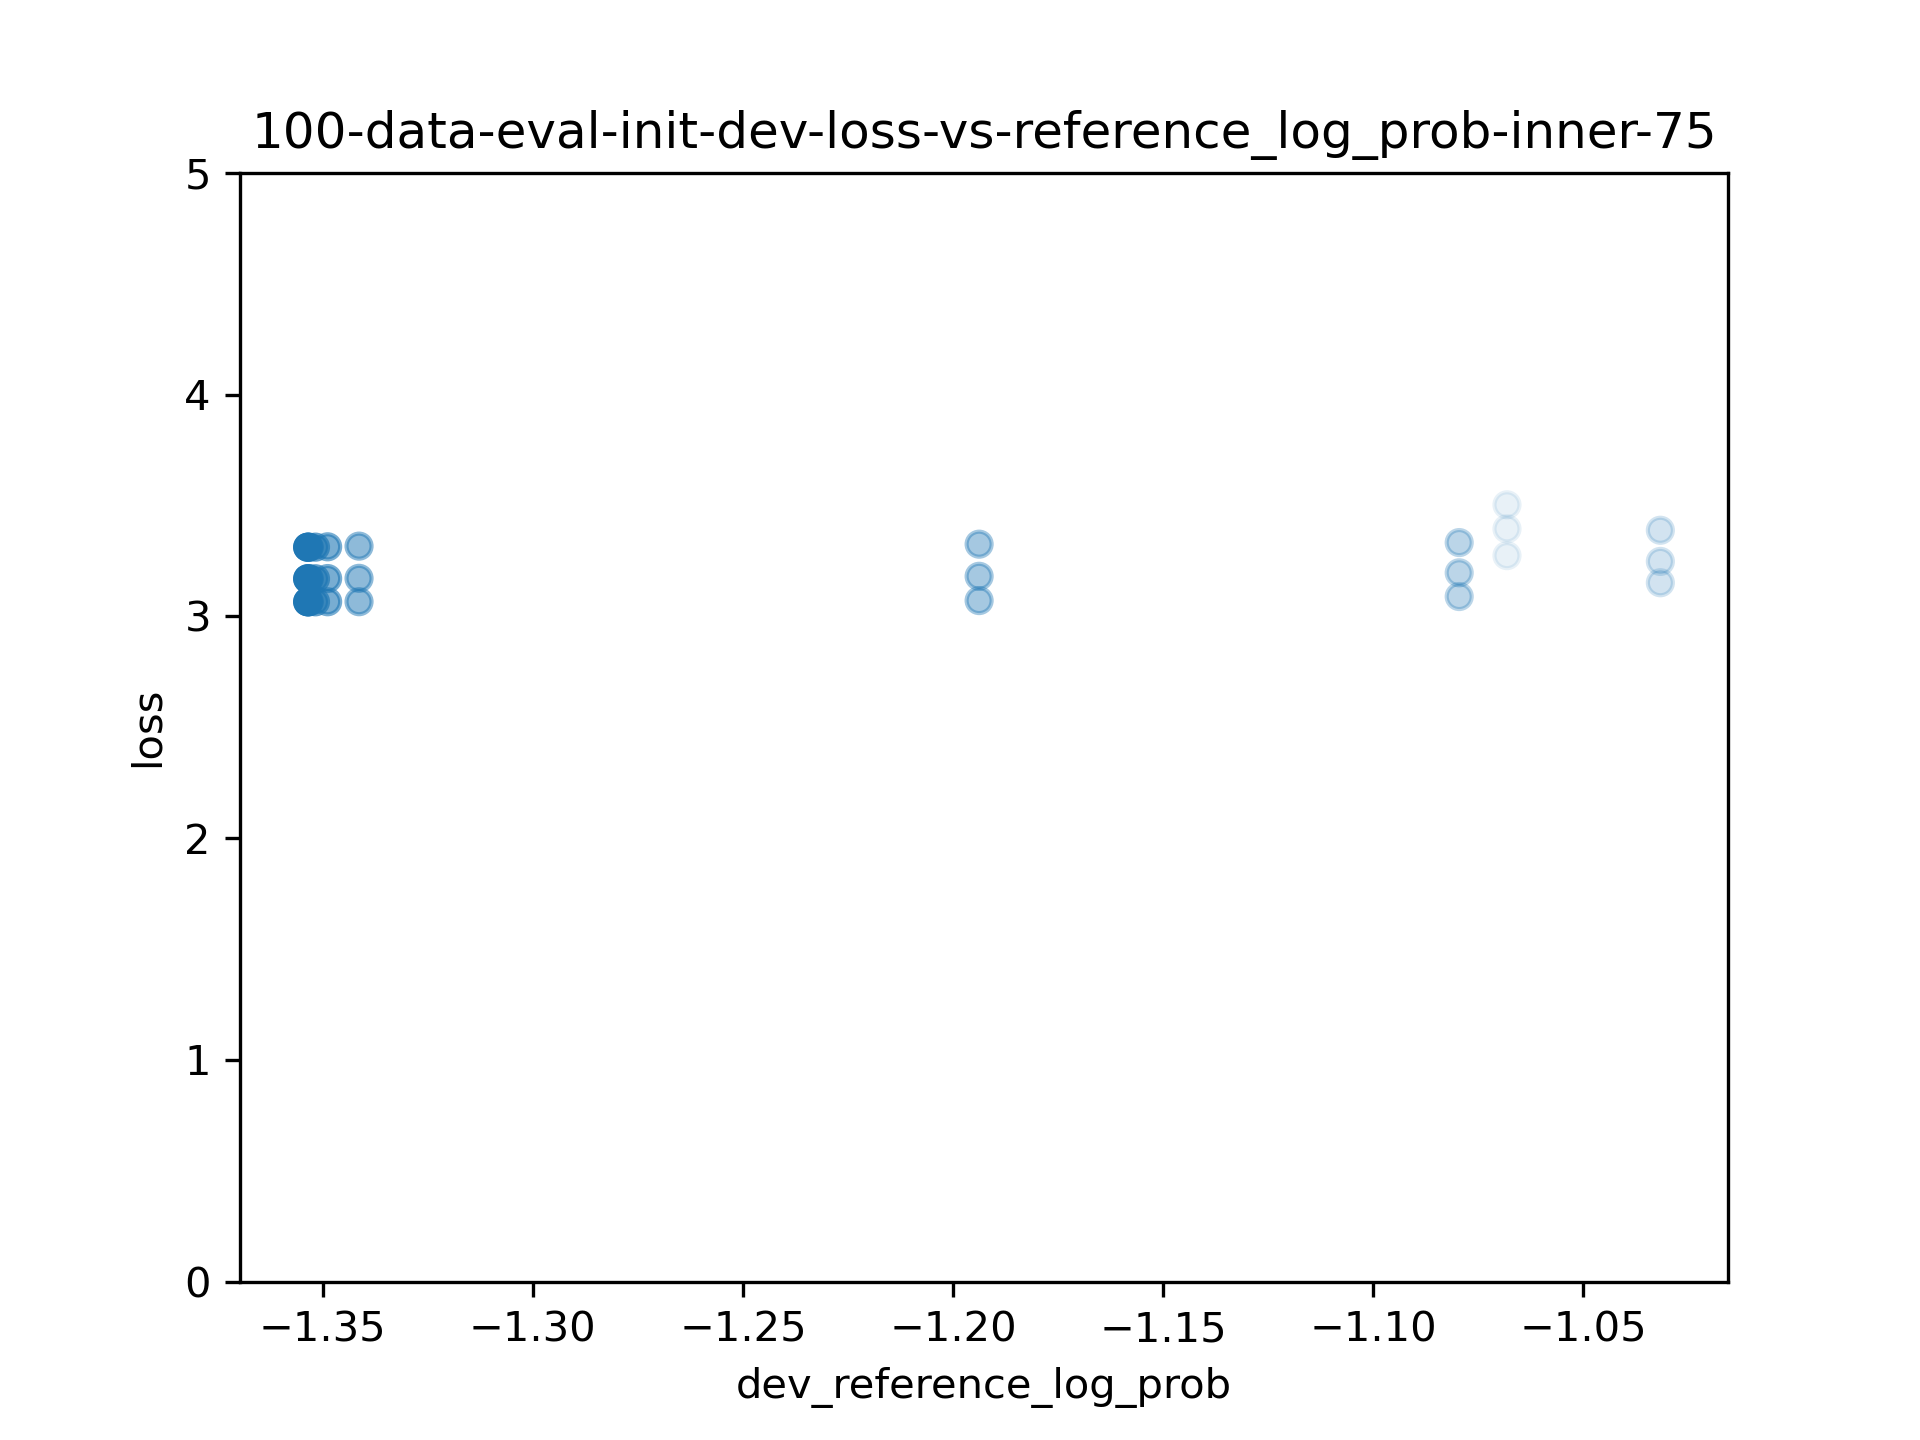 100-data-eval-init-dev-loss-vs-reference_log_prob-inner-75
5
4
3
2
1
0
loss
−1.35 −1.30 −1.25 −1.20 −1.15 −1.10 −1.05
dev_reference_log_prob